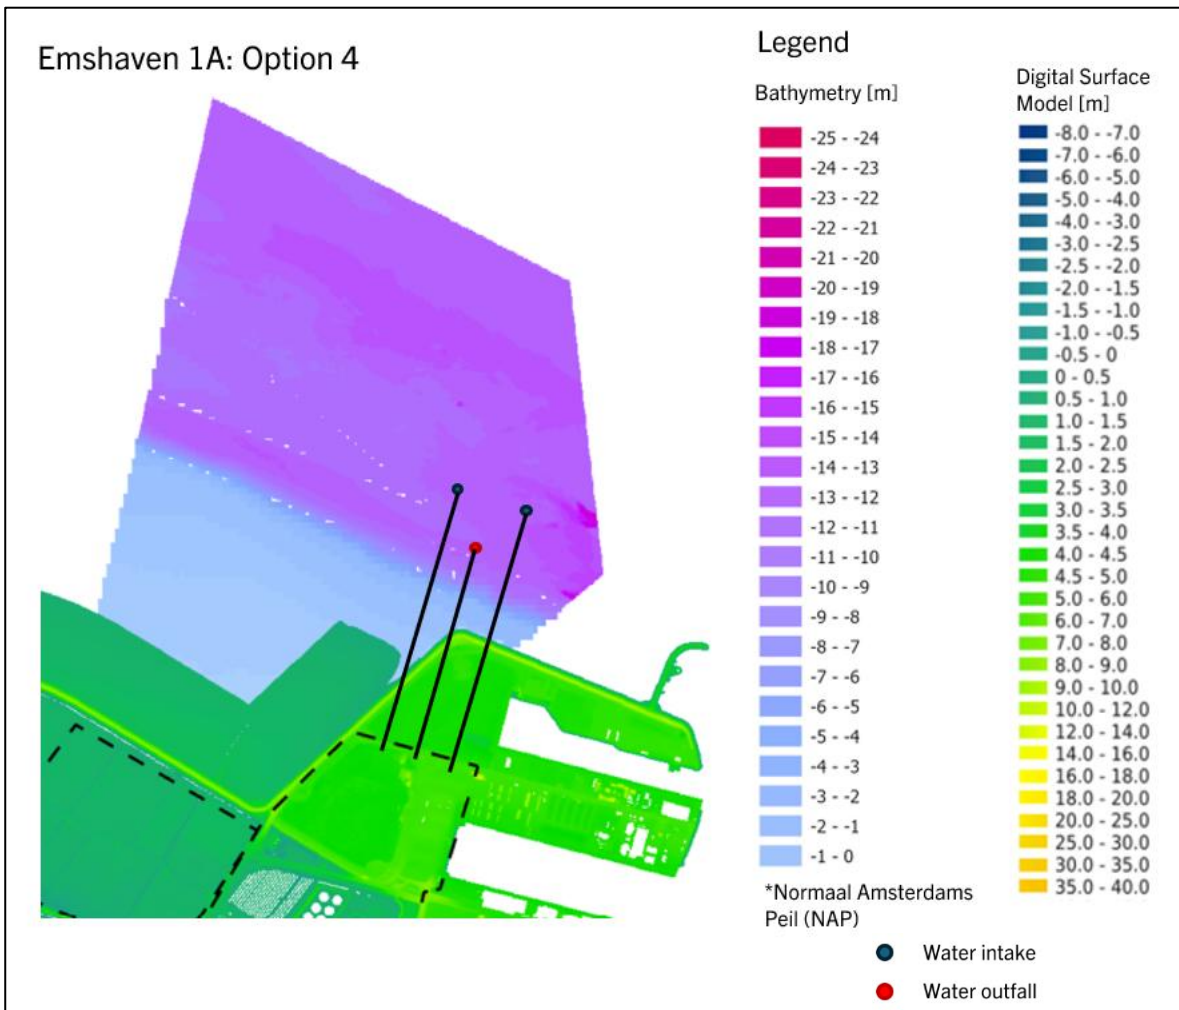 Emshaven 1A: Option 4
Legend
Bathymetry [m]
-25 - -24
-24 - -23
-23 - -22
-22 - -21
-21 - -20
-20 - -19
-19 - -18
-18 - -17
-17 - -16
-16 - -15
-15 - -14
-14 - -13
-13 - -12
-12 - -11
-11 - -10
-10 - -9
-9 - -8
-8 - -7
-7 - -6
-6 - -5
-5 - -4
-4 - -3
-3 - -2
-2 - -1
-1 - 0
*Normaal Amsterdams
Peil (NAP)
Digital Surface
Model [m]
-8.0 - -7.0
-7.0 - -6.0
-6.0 - -5.0
-5.0 - -4.0
-4.0 - -3.0
-3.0 - -2.5
-2.5 - -2.0
-2.0 - -1.5
-1.5 - -1.0
-1.0 - -0.5
-0.5 - 0
0 - 0.5
0.5 - 1.0
1.0 - 1.5
1.5 - 2.0
2.0 - 2.5
2.5 - 3.0
3.0 - 3.5
3.5 - 4.0
4.0 - 4.5
4.5 - 5.0
5.0 - 6.0
6.0 - 7.0
7.0 - 8.0
8.0 - 9.0
9.0 - 10.0
10.0 - 12.0
12.0 - 14.0
14.0 - 16.0
16.0 - 18.0
18.0 - 20.0
20.0 - 25.0
25.0 - 30.0
30.0 - 35.0
35.0 - 40.0
Water intake
Water outfall